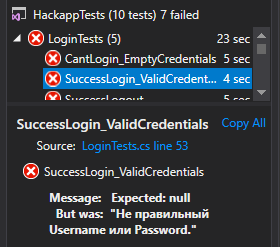 HackappTests (10 tests) 7 failed
LoginTests (5) 23 sec
CantLogin_EmptyCredentials 6 sec
SuccessLogin_ValidCredent... 4 sec
SuccessLogout 5 sec
SuccessLogin_ValidCredentials Copy All
Source: LoginTests.cs line 53
SuccessLogin_ValidCredentials
Message: Expected: null
But was: "Не правильный
Username или Password."